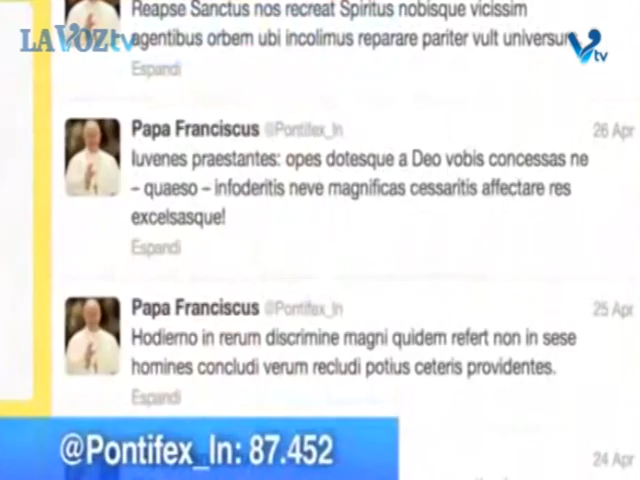 Reapse Sanctus nos recreat Spiritus nobisque vicissim
LA VOZtv
agentibus orbem ubi incolimus reparare pariter vult universum
tv
Espandi
Papa Franciscus @Pontifex_ln
26 Apr
Iuvenes praestantes: opes dotesque a Deo vobis concessas ne
– quaeso – infoderitis neve magnificas cessaritis affectare res
excelsasque!
Espandi
Papa Franciscus @Pontifex_ln
25 Apr
Hodierno in rerum discrimine magni quidem refert non in sese
homines concludi verum recludi potius ceteris providentes.
Espandi
@Pontifex_ln: 87.452
24 Apr